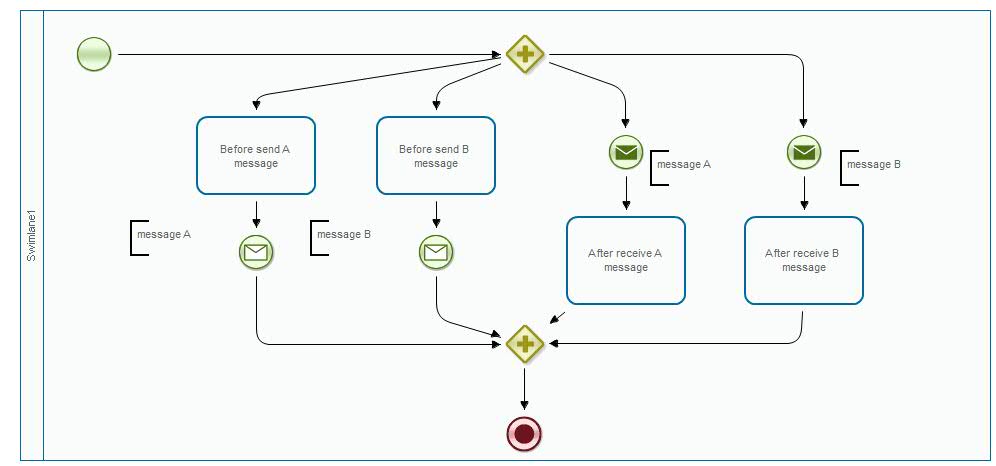 Swimlane1
Before send A
message
Before send B
message
message A
message B
message A
message B
After receive A
message
After receive B
message